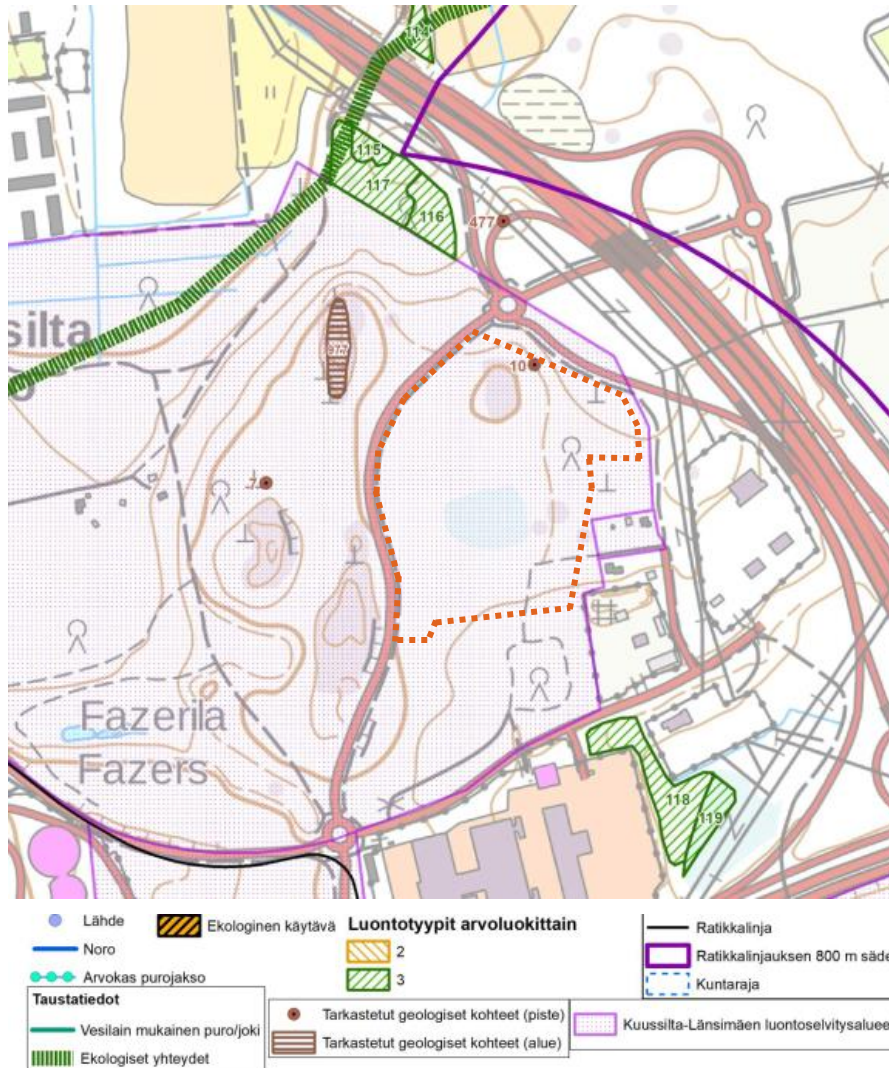 114
115
117
116
477
silta
977
10
7
Fazerila
Fazers
118
119
Lähde
Noro
Arvokas purojakso
Taustatiedot
Vesilain mukainen puro/joki
Ekologiset yhteydet
Ekologinen käytävä
Luontotyypit arvoluokittain
2
3
Tarkastetut geologiset kohteet (piste)
Tarkastetut geologiset kohteet (alue)
Ratikkalinja
Ratikkalinjauksen 800 m säde
Kuntaraja
Kuussilta-Länsimäen luontoselvitysaluee